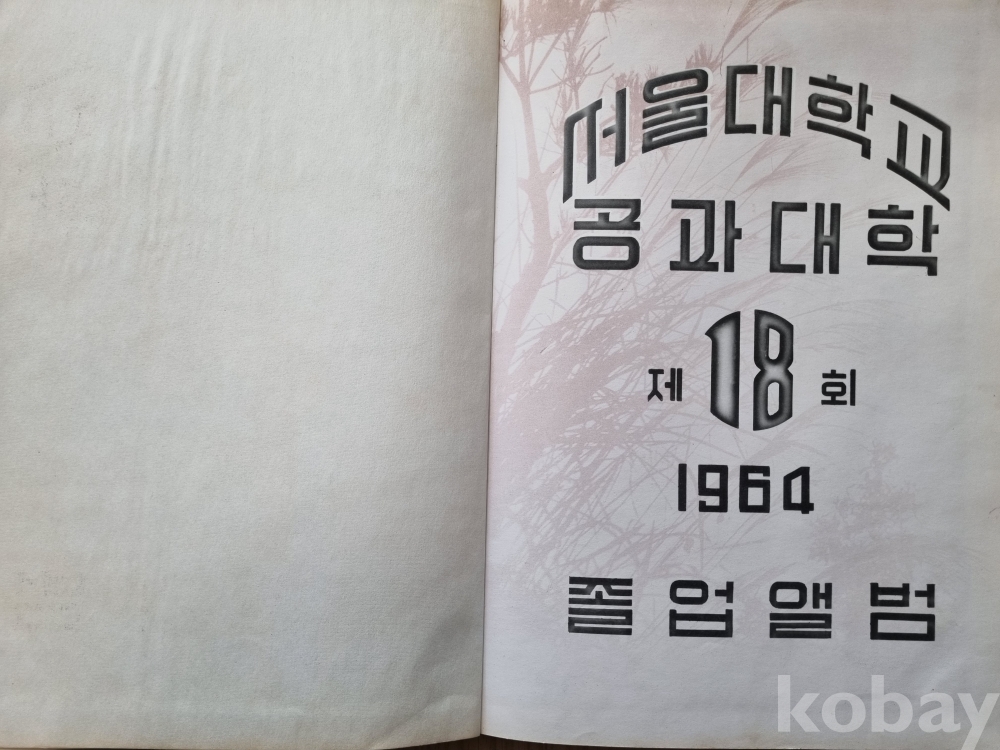 서울대학교
공과대학
제 18 회
1964
졸업앨범
kobay